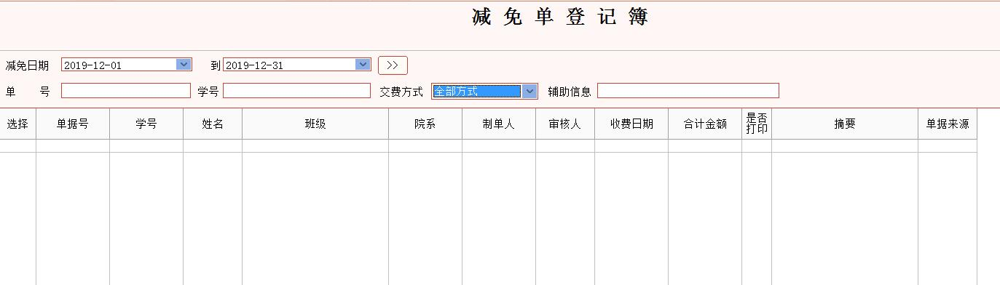 减免单登记簿
减免日期 2019-12-01 到 2019-12-31 >>
单 号 学号 交费方式 全部方式 辅助信息
选择 单据号 学号 姓名 班级 院系 制单人 审核人 收费日期 合计金额 是否打印 摘要 单据来源